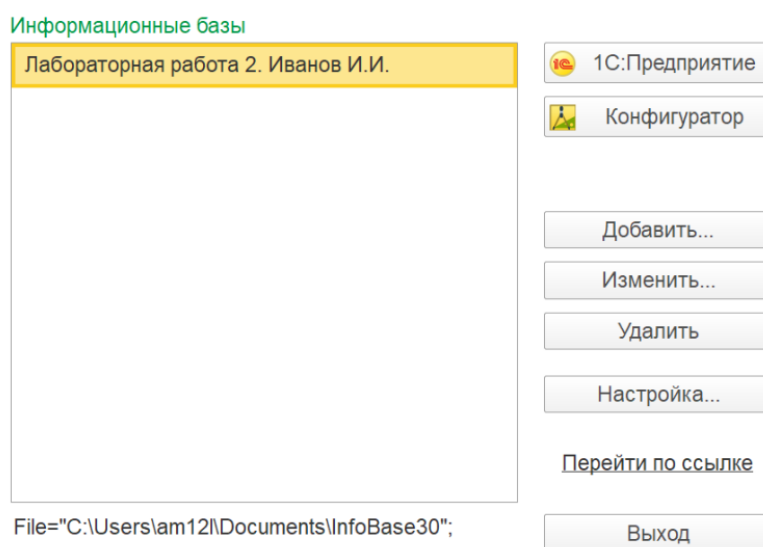 Информационные базы
Лабораторная работа 2. Иванов И.И.
1С:Предприятие
Конфигуратор
Добавить...
Изменить...
Удалить
Настройка...
Перейти по ссылке
File="C:\Users\am12l\Documents\InfoBase30";
Выход